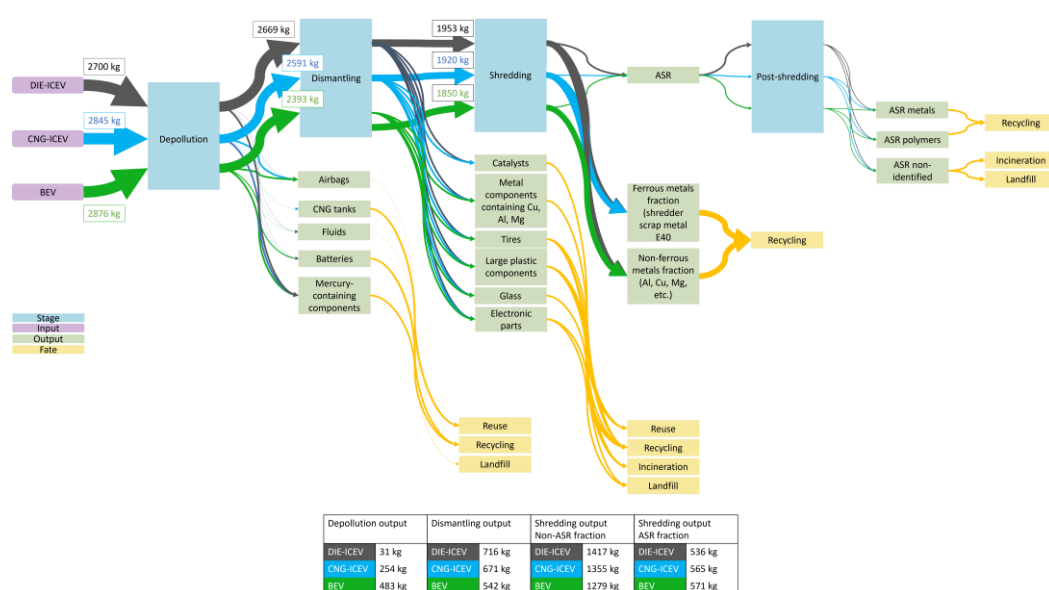 2700 kg
2669 kg
1953 kg
DIE-ICEV
2591 kg
1920 kg
2393 kg
1850 kg
Dismantling
Shredding
ASR
Post-shredding
2845 kg
CNG-ICEV
Depollution
ASR metals
Recycling
ASR polymers
BEV
2876 kg
Airbags
CNG tanks
Fluids
Batteries
Mercury-
containing
components
Catalysts
Metal
components
containing Cu,
Al, Mg
Tires
Large plastic
components
Glass
Electronic
parts
Ferrous metals
fraction
(shredder
scrap metal
E40
Non-ferrous
metals fraction
(Al, Cu, Mg,
etc.)
Recycling
ASR non-
identified
Incineration
Landfill
Stage
Input
Output
Fate
Reuse
Recycling
Landfill
Reuse
Recycling
Incineration
Landfill
Depollution output
Dismantling output
Shredding output
Non-ASR fraction
Shredding output
ASR fraction
DIE-ICEV 31 kg DIE-ICEV 716 kg DIE-ICEV 1417 kg DIE-ICEV 536 kg
CNG-ICEV 254 kg CNG-ICEV 671 kg CNG-ICEV 1355 kg CNG-ICEV 565 kg
BEV 483 kg BEV 542 kg BEV 1279 kg BEV 571 kg